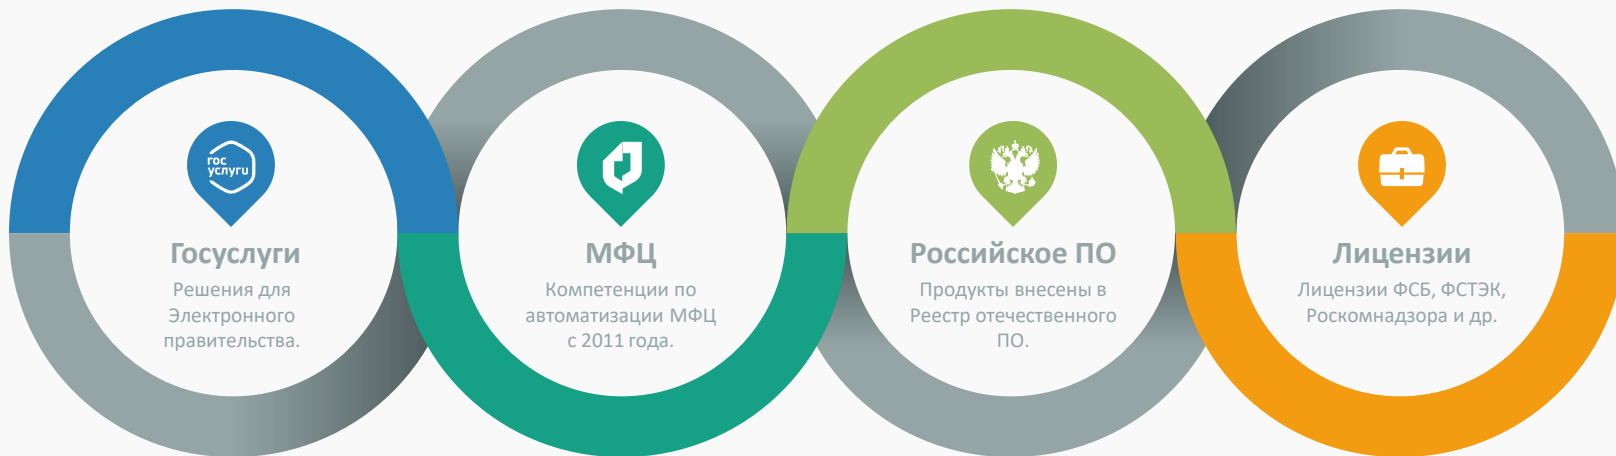 гос
услуги
Госуслуги
Решения для
Электронного
правительства.
МФЦ
Компетенции по
автоматизации МФЦ
с 2011 года.
Российское ПО
Продукты внесены в
Реестр отечественного
ПО.
Лицензии
Лицензии ФСБ, ФСТЭК,
Роскомнадзора и др.